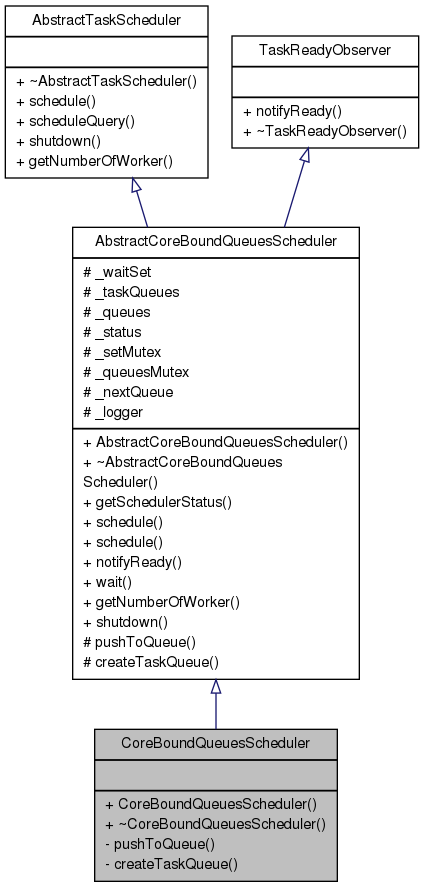 AbstractTaskScheduler
+ ~AbstractTaskScheduler()
+ schedule()
+ scheduleQuery()
+ shutdown()
+ getNumberOfWorker()
TaskReadyObserver
+ notifyReady()
+ ~TaskReadyObserver()
AbstractCoreBoundQueuesScheduler
# _waitSet
# _taskQueues
# _queues
# _status
# _setMutex
# _queuesMutex
# _nextQueue
# _logger
+ AbstractCoreBoundQueuesScheduler()
+ ~AbstractCoreBoundQueues
Scheduler()
+ getSchedulerStatus()
+ schedule()
+ schedule()
+ notifyReady()
+ wait()
+ getNumberOfWorker()
+ shutdown()
# pushToQueue()
# createTaskQueue()
CoreBoundQueuesScheduler
+ CoreBoundQueuesScheduler()
+ ~CoreBoundQueuesScheduler()
- pushToQueue()
- createTaskQueue()